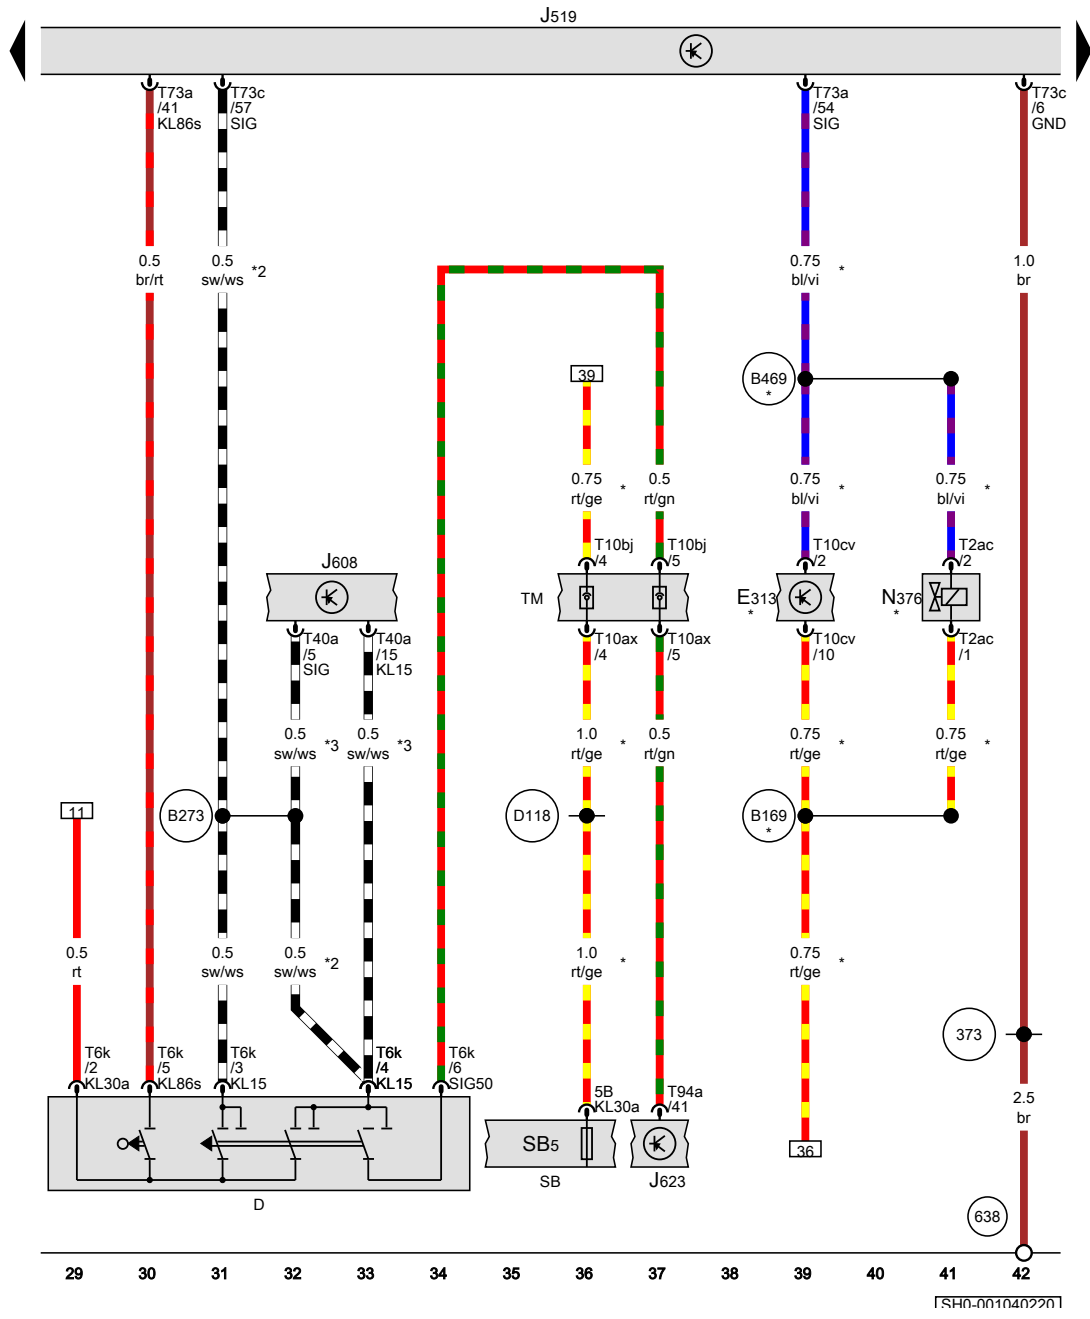 J519
T73a
/41
KL86s
T73c
/57
SIG
T73a
/54
SIG
T73c
/6
GND
0.5
br/rt
0.5
sw/ws
*2
0.75
bl/vi
*
1.0
br
39
B469
*
0.75
rt/ge
*
0.5
rt/gn
0.75
bl/vi
*
0.75
bl/vi
*
J608
T10bj
/4
T10bj
/5
T10cv
/2
T2ac
/2
TM
E313
*
N376
*
T40a
/5
SIG
T40a
/15
KL15
T10ax
/4
T10ax
/5
T10cv
/10
T2ac
/1
0.5
sw/ws
*3
0.5
sw/ws
*3
1.0
rt/ge
*
0.5
rt/gn
0.75
rt/ge
*
0.75
rt/ge
*
11
B273
D118
B169
*
0.5
rt
0.5
sw/ws
0.5
sw/ws
*2
1.0
rt/ge
*
0.75
rt/ge
*
373
T6k
/2
KL30a
T6k
/5
KL86s
T6k
/3
KL15
T6k
/4
KL15
T6k
/6
SIG50
5B
KL30a
T94a
/41
2.5
br
SB5
36
D
SB
J623
638
29 30 31 32 33 34 35 36 37 38 39 40 41 42
SH0-001040220